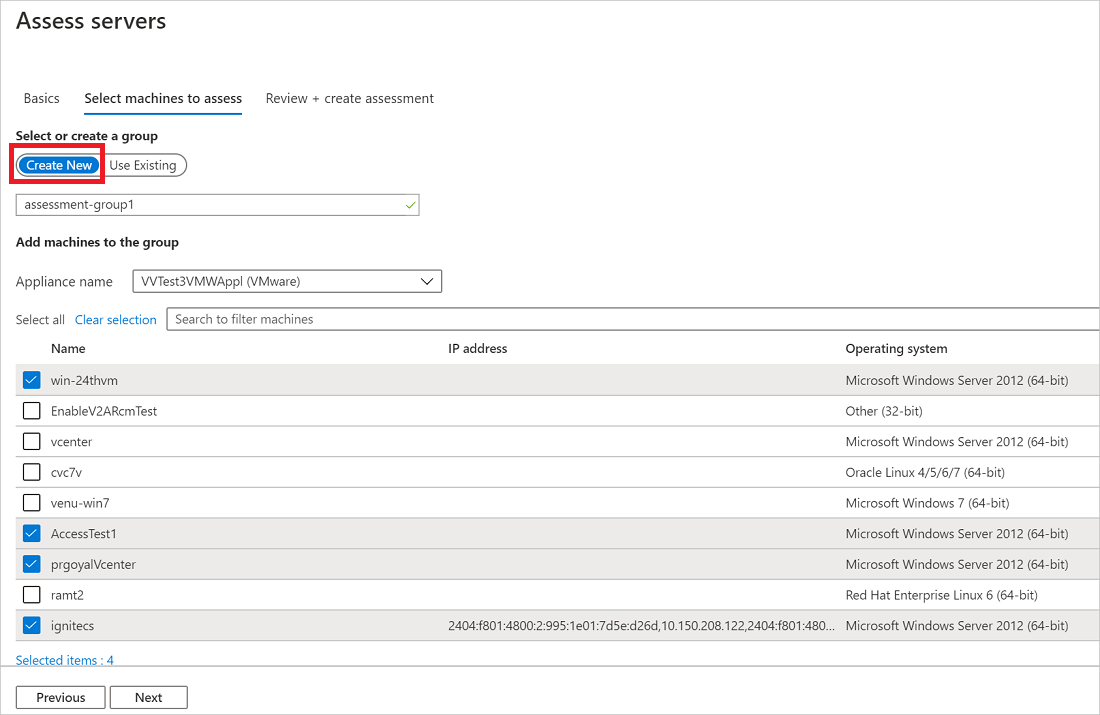 Assess servers
Basics Select machines to assess Review + create assessment
Select or create a group
Create New Use Existing
assessment-group1
Add machines to the group
Appliance name VVTest3VMWAppl (VMware)
Select all Clear selection Search to filter machines
Name IP address Operating system
win-24thvm Microsoft Windows Server 2012 (64-bit)
EnableV2ARcmTest Other (32-bit)
vcenter Microsoft Windows Server 2012 (64-bit)
cvc7v Oracle Linux 4/5/6/7 (64-bit)
venu-win7 Microsoft Windows 7 (64-bit)
AccessTest1 Microsoft Windows Server 2012 (64-bit)
prgoyalVcenter Microsoft Windows Server 2012 (64-bit)
ramt2 Red Hat Enterprise Linux 6 (64-bit)
ignitecs 2404:f801:4800:2:995:1e01:7d5e:d26d,10.150.208.122,2404:f801:480... Microsoft Windows Server 2012 (64-bit)
Selected items : 4
Previous Next